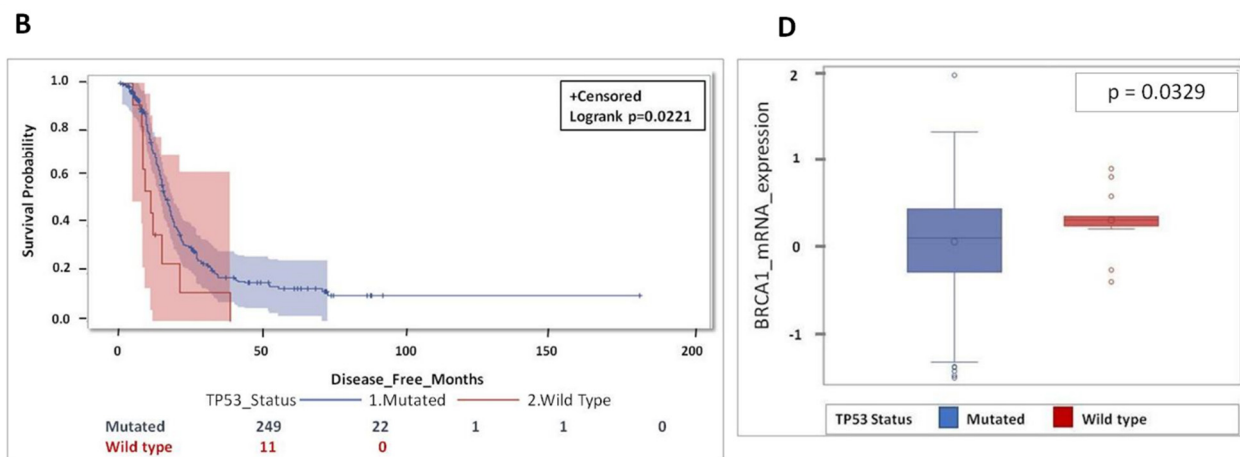 B
1.0
0.8
0.6
0.4
0.2
0.0
Survival Probability
+Censored
Logrank p=0.0221
0 50 100 150 200
Disease_Free_Months
TP53_Status 1.Mutated 2.Wild Type
Mutated 249 22 1 1 0
Wild type 11 0
D
2
1
0
-1
BRCA1_mRNA_expression
p = 0.0329
TP53 Status Mutated Wild type